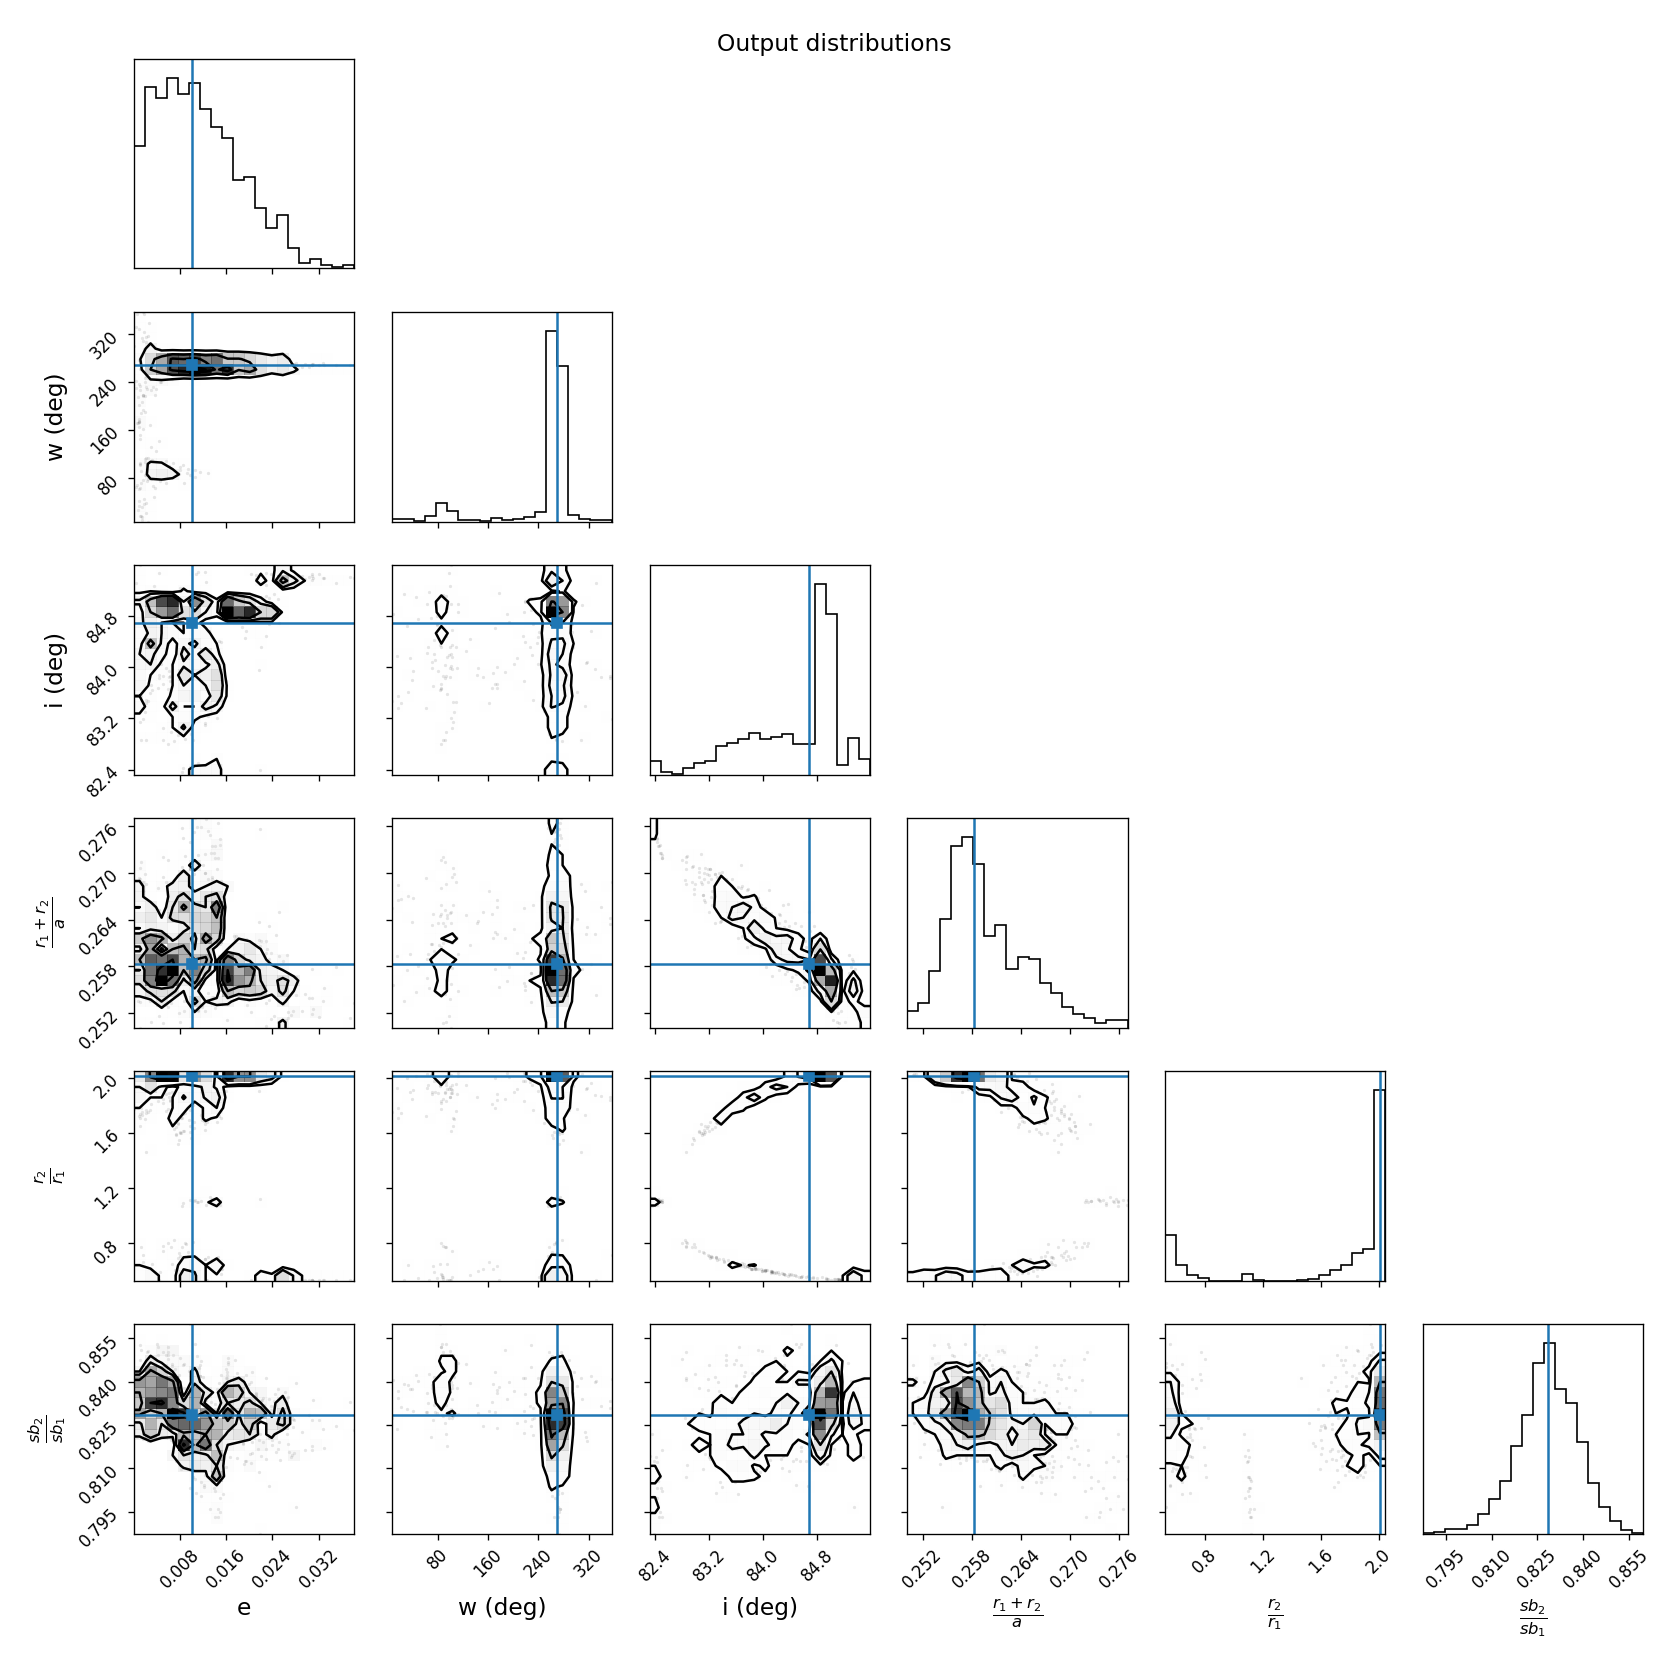 Output distributions
w (deg)
320
240
160
80
i (deg)
84.8
84.0
83.2
82.4
r₁ + r₂
a
0.276
0.270
0.264
0.258
0.252
r₂
r₁
2.0
1.6
1.2
0.8
sb₂
sb₁
0.855
0.840
0.825
0.810
0.795
0.008 0.016 0.024 0.032
80 160 240 320
82.4 83.2 84.0 84.8
0.252 0.258 0.264 0.270 0.276
0.8 1.2 1.6 2.0
0.795 0.810 0.825 0.840 0.855
e
w (deg)
i (deg)
r₁ + r₂
a
r₂
r₁
sb₂
sb₁